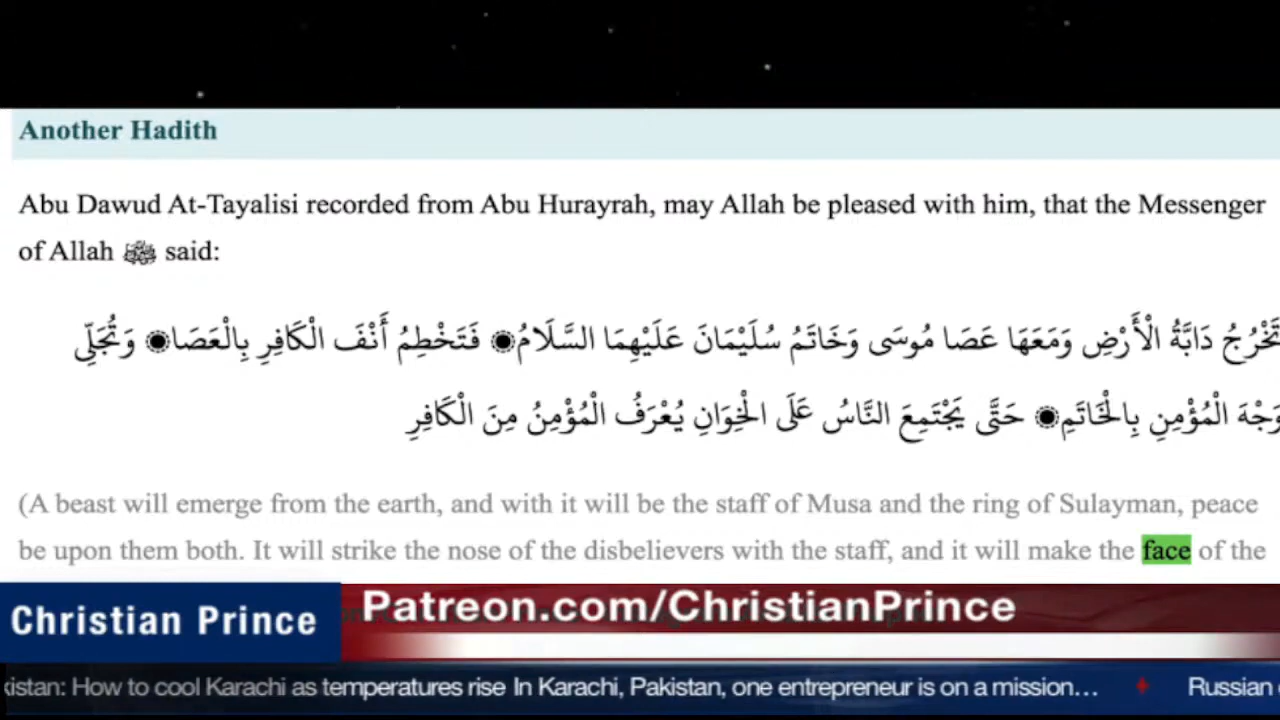 Another Hadith
Abu Dawud At-Tayalisi recorded from Abu Hurayrah, may Allah be pleased with him, that the Messenger
of Allah ﷺ said:
تَخْرُجُ دَابَّةُ الْأَرْضِ وَمَعَهَا عَصَا مُوسَى وَخَاتَمُ سُلَيْمَانَ عَلَيْهِمَا السَّلَامُ۞ فَتَخْطِمُ أَنْفَ الْكَافِرِ بِالْعَصَا۞ وَتُجَلِّي
وَجْهَ الْمُؤْمِنِ بِالْخَاتَمِ۞ حَتَّى يَجْتَمِعَ النَّاسُ عَلَى الْخِوَانِ يُعْرَفُ الْمُؤْمِنُ مِنَ الْكَافِرِ
(A beast will emerge from the earth, and with it will be the staff of Musa and the ring of Sulayman, peace
be upon them both. It will strike the nose of the disbelievers with the staff, and it will make the face of the
Christian Prince
Patreon.com/ChristianPrince
kistan: How to cool Karachi as temperatures rise In Karachi, Pakistan, one entrepreneur is on a mission... Russian